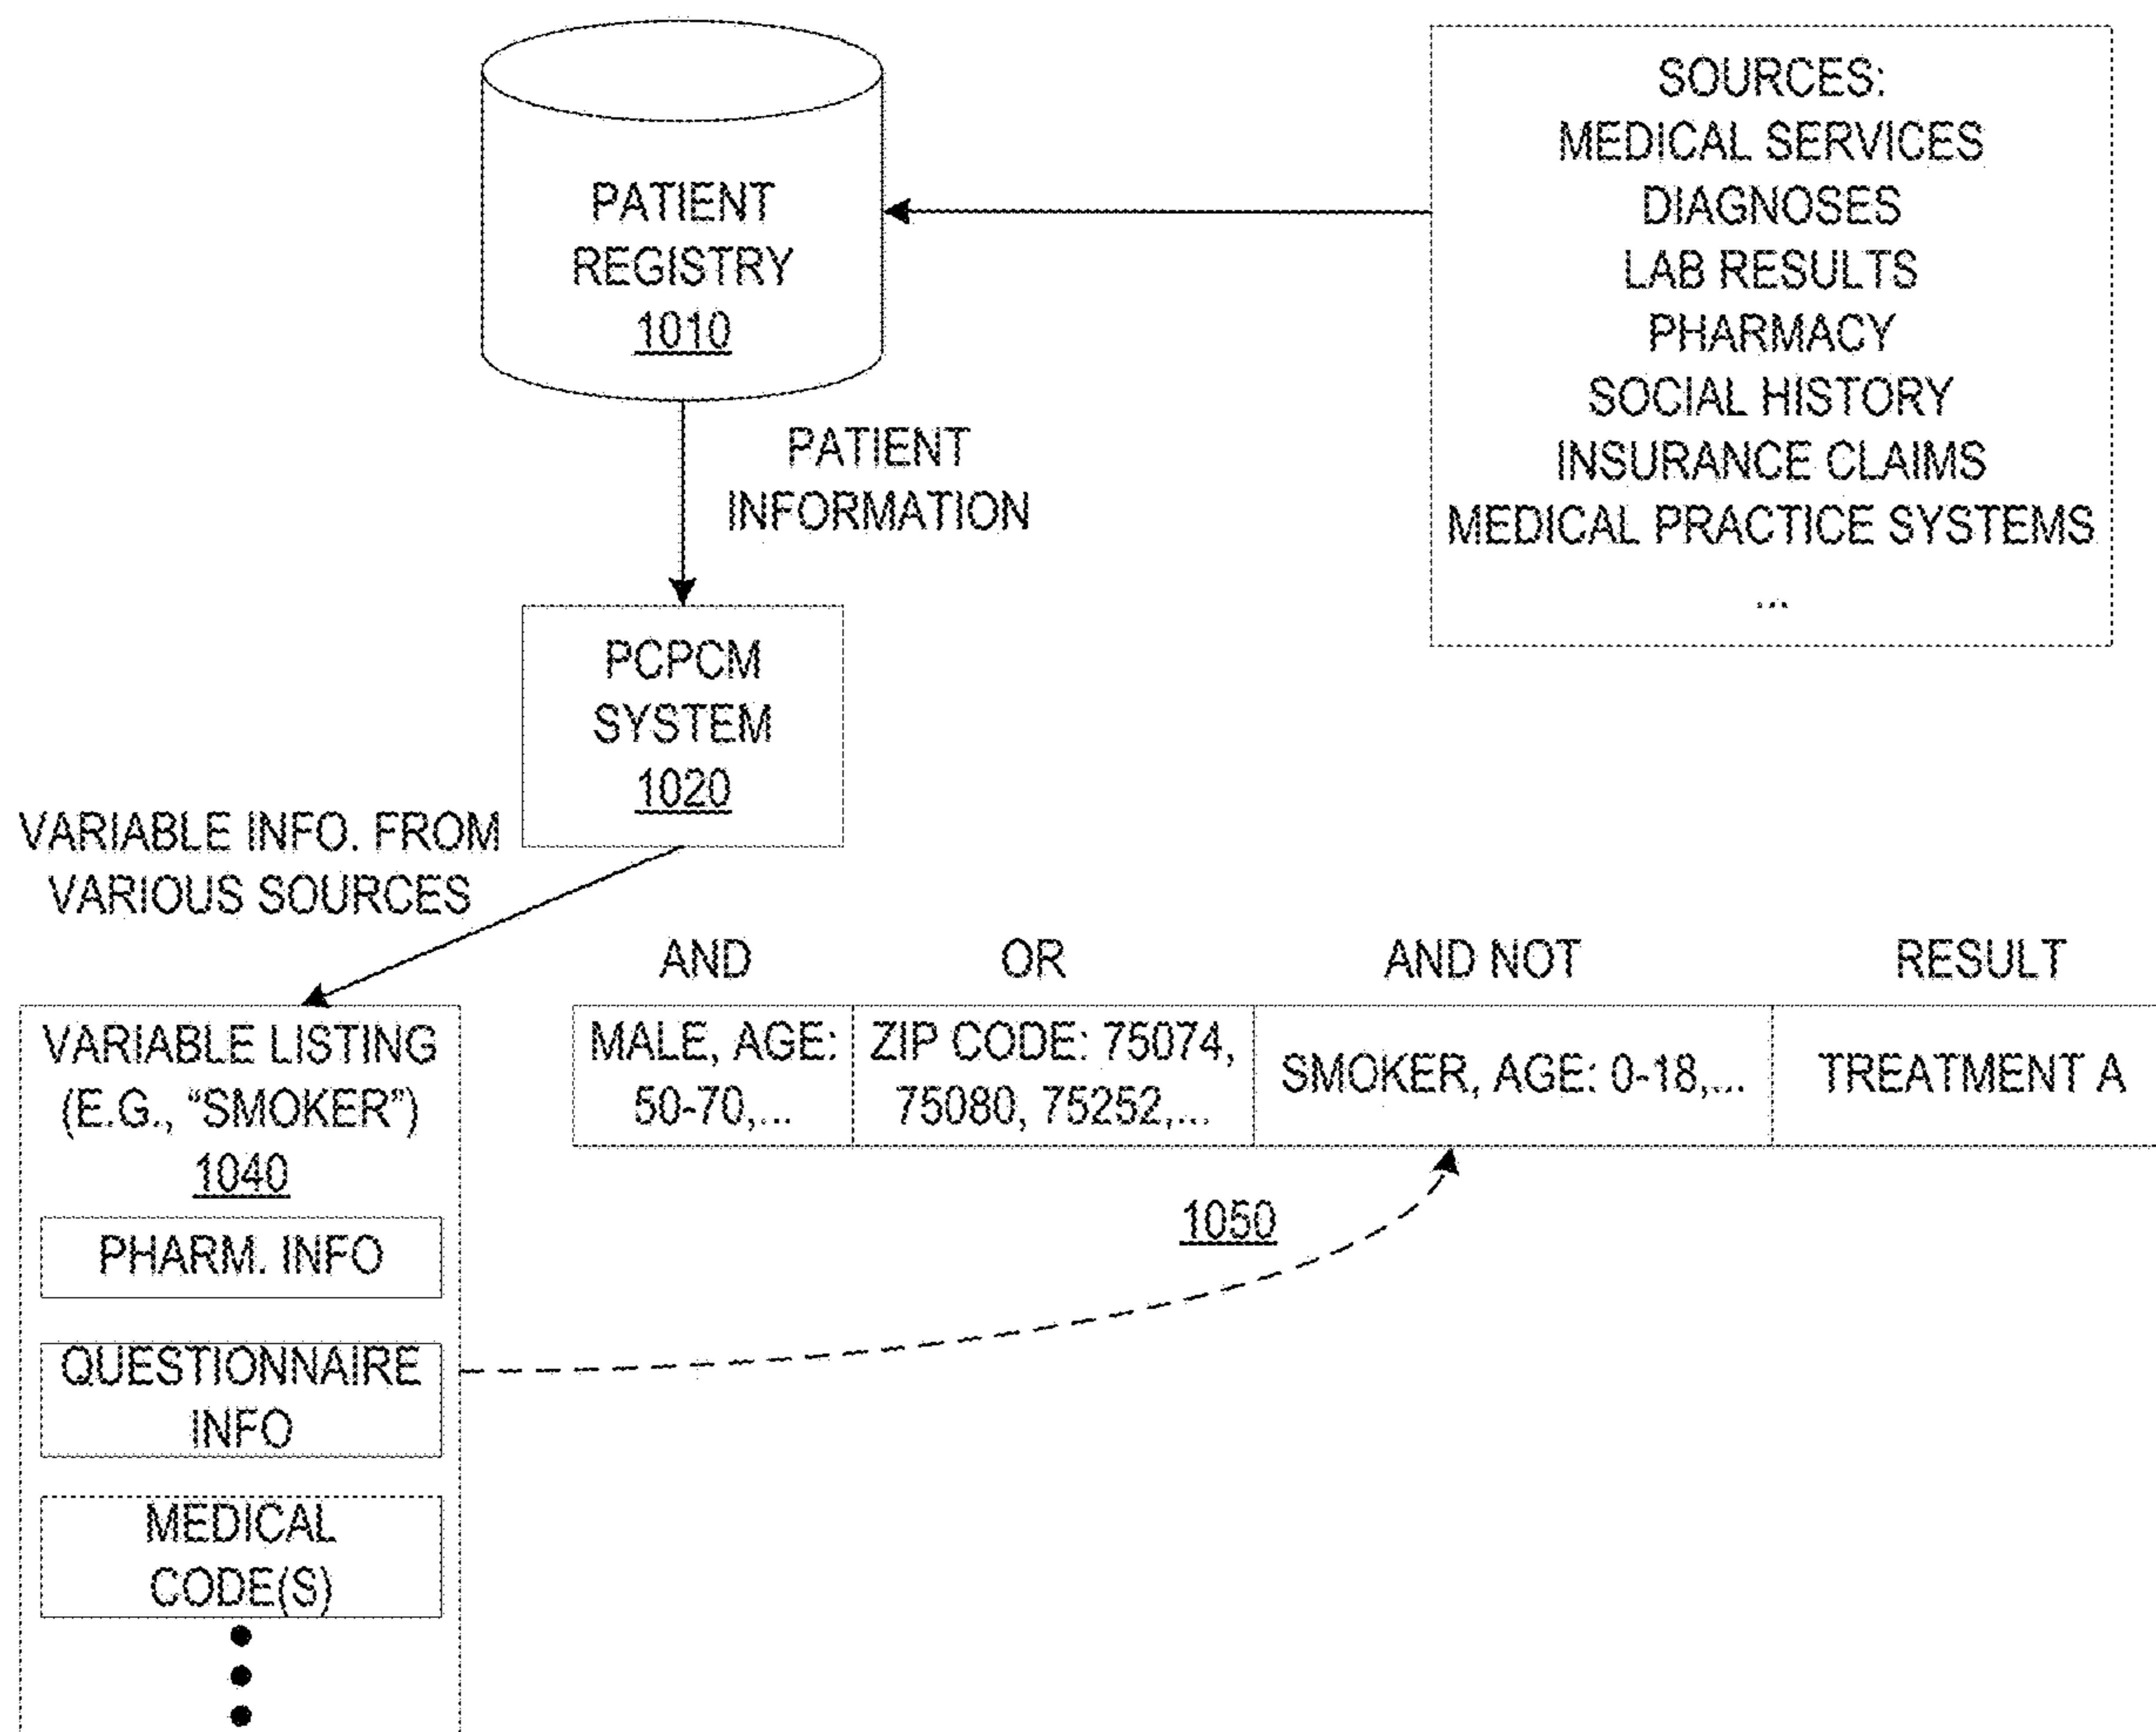 PATIENT
REGISTRY
1010
SOURCES:
MEDICAL SERVICES
DIAGNOSES
LAB RESULTS
PHARMACY
SOCIAL HISTORY
INSURANCE CLAIMS
MEDICAL PRACTICE SYSTEMS
...
PATIENT
INFORMATION
PCPCM
SYSTEM
1020
VARIABLE INFO. FROM
VARIOUS SOURCES
AND
OR
AND NOT
RESULT
MALE, AGE:
50-70,...
ZIP CODE: 75074,
75080, 75252,...
SMOKER, AGE: 0-18,...
TREATMENT A
1050
VARIABLE LISTING
(E.G., “SMOKER”)
1040
PHARM. INFO
QUESTIONNAIRE
INFO
MEDICAL
CODE(S)